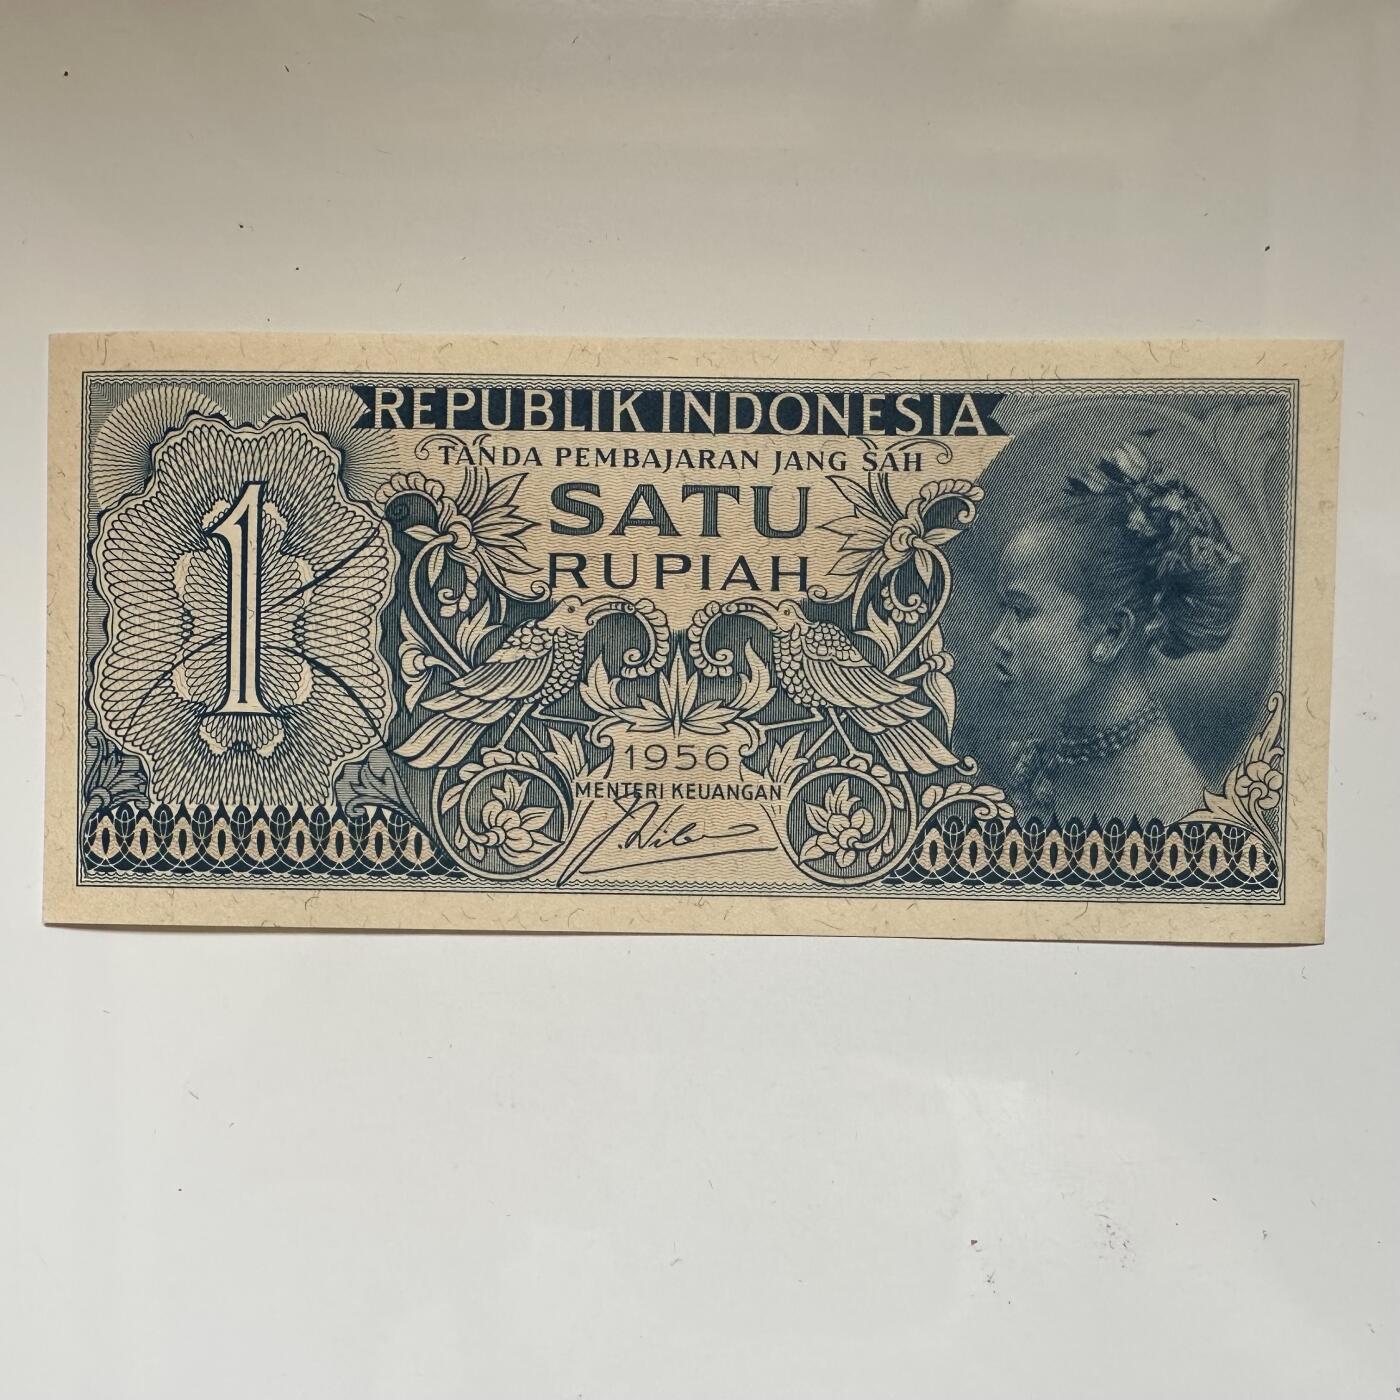 REPUBLIK INDONESIA
TANDA PEMBAJARAN JANG SAH
SATU
RUPIAH
1
1956
MENTERI KEUANGAN